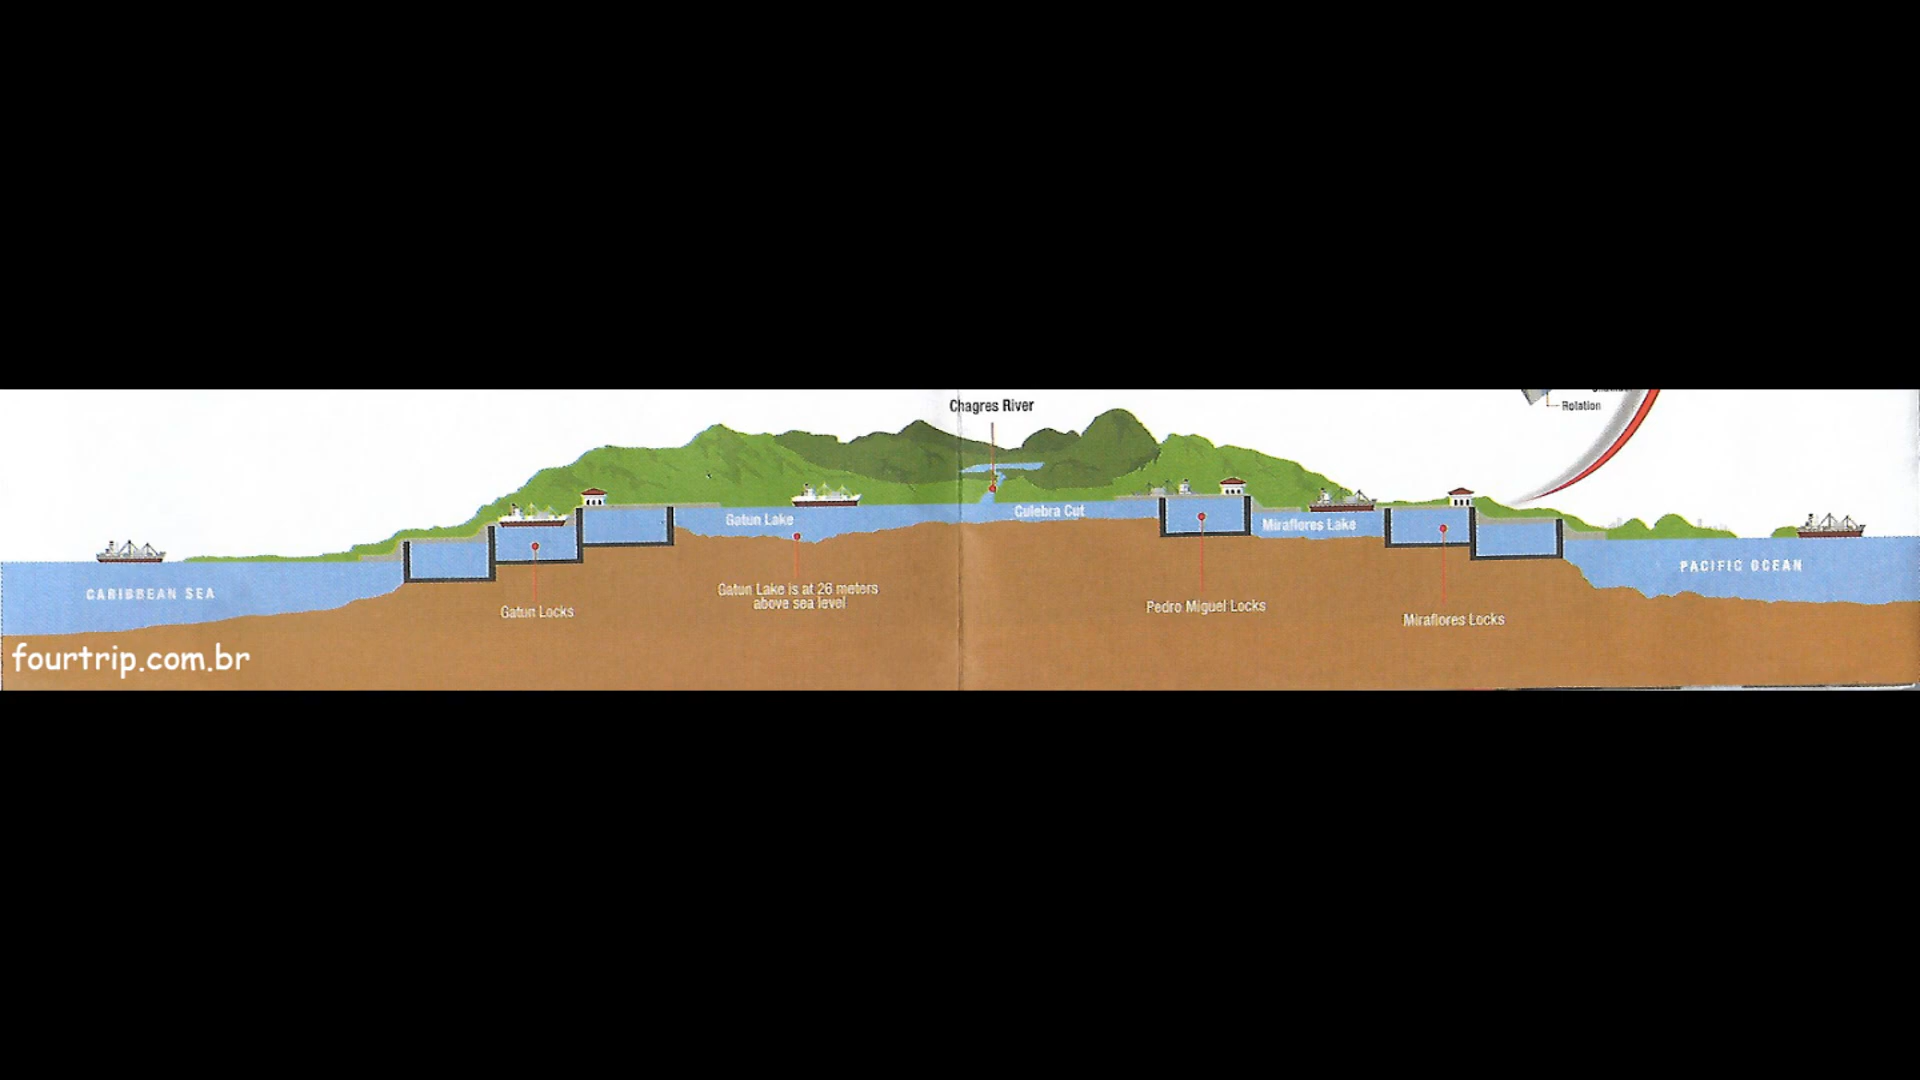 Chagres River
Rotation
Gatun Lake
Culebra Cut
Miraflores Lake
CARIBBEAN SEA
PACIFIC OCEAN
Gatun Lake is at 26 meters
above sea level
Gatun Locks
Pedro Miguel Locks
Miraflores Locks
fourtrip.com.br